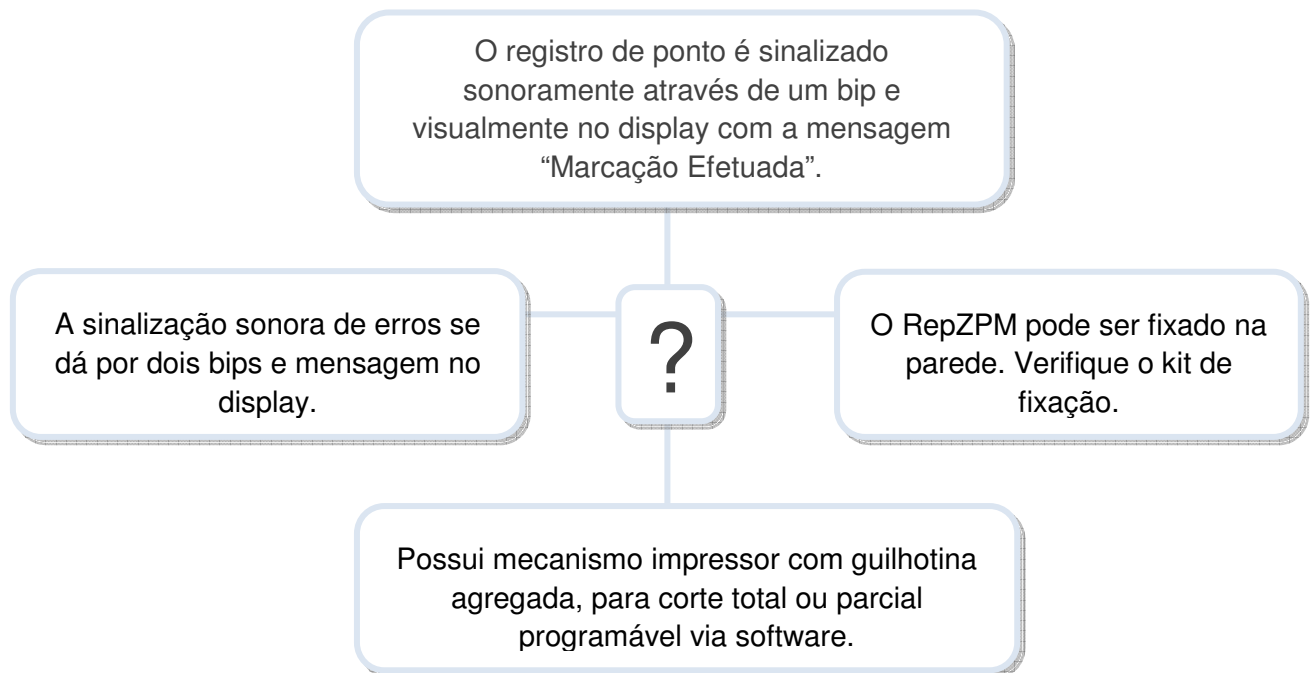 O registro de ponto é sinalizado
sonoramente através de um bip e
visualmente no display com a mensagem
“Marcação Efetuada”.
A sinalização sonora de erros se
dá por dois bips e mensagem no
display.
?
O RepZPM pode ser fixado na
parede. Verifique o kit de
fixação.
Possui mecanismo impressor com guilhotina
agregada, para corte total ou parcial
programável via software.